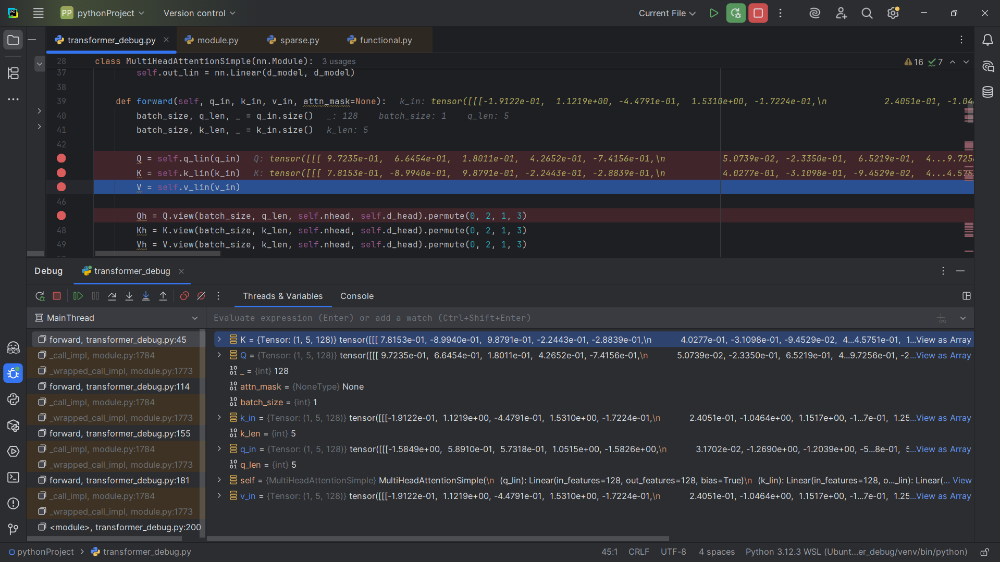 PP pythonProject Version control Current File
transformer_debug.py module.py sparse.py functional.py
28 class MultiHeadAttentionSimple(nn.Module): 3 usages 16 7
37 self.out_lin = nn.Linear(d_model, d_model)
38
39 def forward(self, q_in, k_in, v_in, attn_mask=None): k_in: tensor([[[-1.9122e-01, 1.1219e+00, -4.4791e-01, 1.5310e+00, -1.7224e-01,\n 2.4051e-01, -1.04
40 batch_size, q_len, _ = q_in.size() _: 128 batch_size: 1 q_len: 5
41 batch_size, k_len, _ = k_in.size() k_len: 5
42
Q = self.q_lin(q_in) Q: tensor([[[ 9.7235e-01, 6.6454e-01, 1.8011e-01, 4.2652e-01, -7.4156e-01,\n 5.0739e-02, -2.3350e-01, 6.5219e-01, 4...9.7256
K = self.k_lin(k_in) K: tensor([[[ 7.8153e-01, -8.9940e-01, 9.8791e-01, -2.2443e-01, -2.8839e-01,\n 4.0277e-01, -3.1098e-01, -9.4529e-02, 4...4.575
V = self.v_lin(v_in)
46
Qh = Q.view(batch_size, q_len, self.nhead, self.d_head).permute(0, 2, 1, 3)
48 Kh = K.view(batch_size, k_len, self.nhead, self.d_head).permute(0, 2, 1, 3)
49 Vh = V.view(batch_size, k_len, self.nhead, self.d_head).permute(0, 2, 1, 3)
Debug transformer_debug
Threads & Variables Console
MainThread Evaluate expression (Enter) or add a watch (Ctrl+Shift+Enter)
forward, transformer_debug.py:45
_call_impl, module.py:1784
_wrapped_call_impl, module.py:1773
forward, transformer_debug.py:114
_call_impl, module.py:1784
_wrapped_call_impl, module.py:1773
forward, transformer_debug.py:155
_call_impl, module.py:1784
_wrapped_call_impl, module.py:1773
forward, transformer_debug.py:181
_call_impl, module.py:1784
_wrapped_call_impl, module.py:1773
<module>, transformer_debug.py:200
K = {Tensor: (1, 5, 128)} tensor([[[ 7.8153e-01, -8.9940e-01, 9.8791e-01, -2.2443e-01, -2.8839e-01,\n 4.0277e-01, -3.1098e-01, -9.4529e-02, 4...4.5751e-01, 1...View as Array
Q = {Tensor: (1, 5, 128)} tensor([[[ 9.7235e-01, 6.6454e-01, 1.8011e-01, 4.2652e-01, -7.4156e-01,\n 5.0739e-02, -2.3350e-01, 6.5219e-01, 4...9.7256e-01, -2...View as Array
_ = {int} 128
attn_mask = {NoneType} None
batch_size = {int} 1
k_in = {Tensor: (1, 5, 128)} tensor([[[-1.9122e-01, 1.1219e+00, -4.4791e-01, 1.5310e+00, -1.7224e-01,\n 2.4051e-01, -1.0464e+00, 1.1517e+00, -1...7e-01, 1.25...View as Array
k_len = {int} 5
q_in = {Tensor: (1, 5, 128)} tensor([[[-1.5849e+00, 5.8910e-01, 5.7318e-01, 1.0515e+00, -1.5826e+00,\n 3.1702e-02, -1.2690e+00, -1.2039e+00, -5...8e-01, 5...View as Array
q_len = {int} 5
self = {MultiHeadAttentionSimple} MultiHeadAttentionSimple(\n (q_lin): Linear(in_features=128, out_features=128, bias=True)\n (k_lin): Linear(in_features=128, o..._lin): Linear(... View
v_in = {Tensor: (1, 5, 128)} tensor([[[-1.9122e-01, 1.1219e+00, -4.4791e-01, 1.5310e+00, -1.7224e-01,\n 2.4051e-01, -1.0464e+00, 1.1517e+00, -1...7e-01, 1.25...View as Array
pythonProject transformer_debug.py 45:1 CRLF UTF-8 4 spaces Python 3.12.3 WSL (Ubunt...er_debug/venv/bin/python)